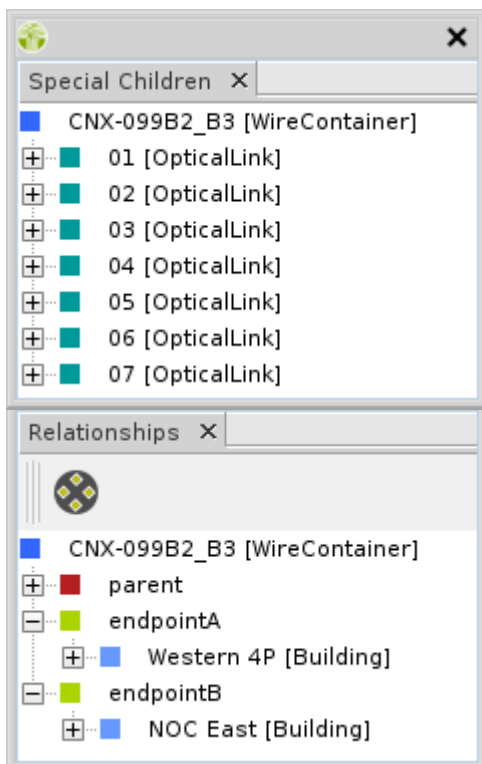 Special Children
CNX-099B2_B3 [WireContainer]
01 [OpticalLink]
02 [OpticalLink]
03 [OpticalLink]
04 [OpticalLink]
05 [OpticalLink]
06 [OpticalLink]
07 [OpticalLink]
Relationships
CNX-099B2_B3 [WireContainer]
parent
endpointA
Western 4P [Building]
endpointB
NOC East [Building]